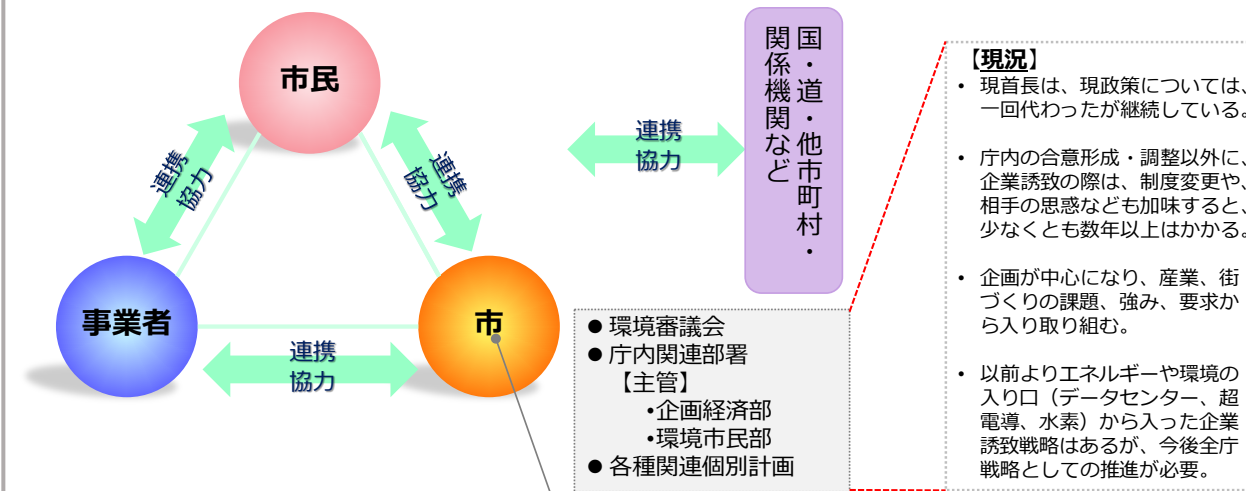 市民
連携
協力
連携
協力
事業者
市
連携
協力
連携
協力
国・道・他市町村・
関係機関など
● 環境審議会
● 庁内関連部署
【主管】
•企画経済部
•環境市民部
● 各種関連個別計画
【現況】
• 現首長は、現政策については、
一回代わったが継続している。
• 庁内の合意形成・調整以外に、
企業誘致の際は、制度変更や、
相手の思惑なども加味すると、
少なくとも数年以上はかかる。
• 企画が中心になり、産業、街
づくりの課題、強み、要求か
ら入り取り組む。
• 以前よりエネルギーや環境の
入り口（データセンター、超
電導、水素）から入った企業
誘致戦略はあるが、今後全庁
戦略としての推進が必要。